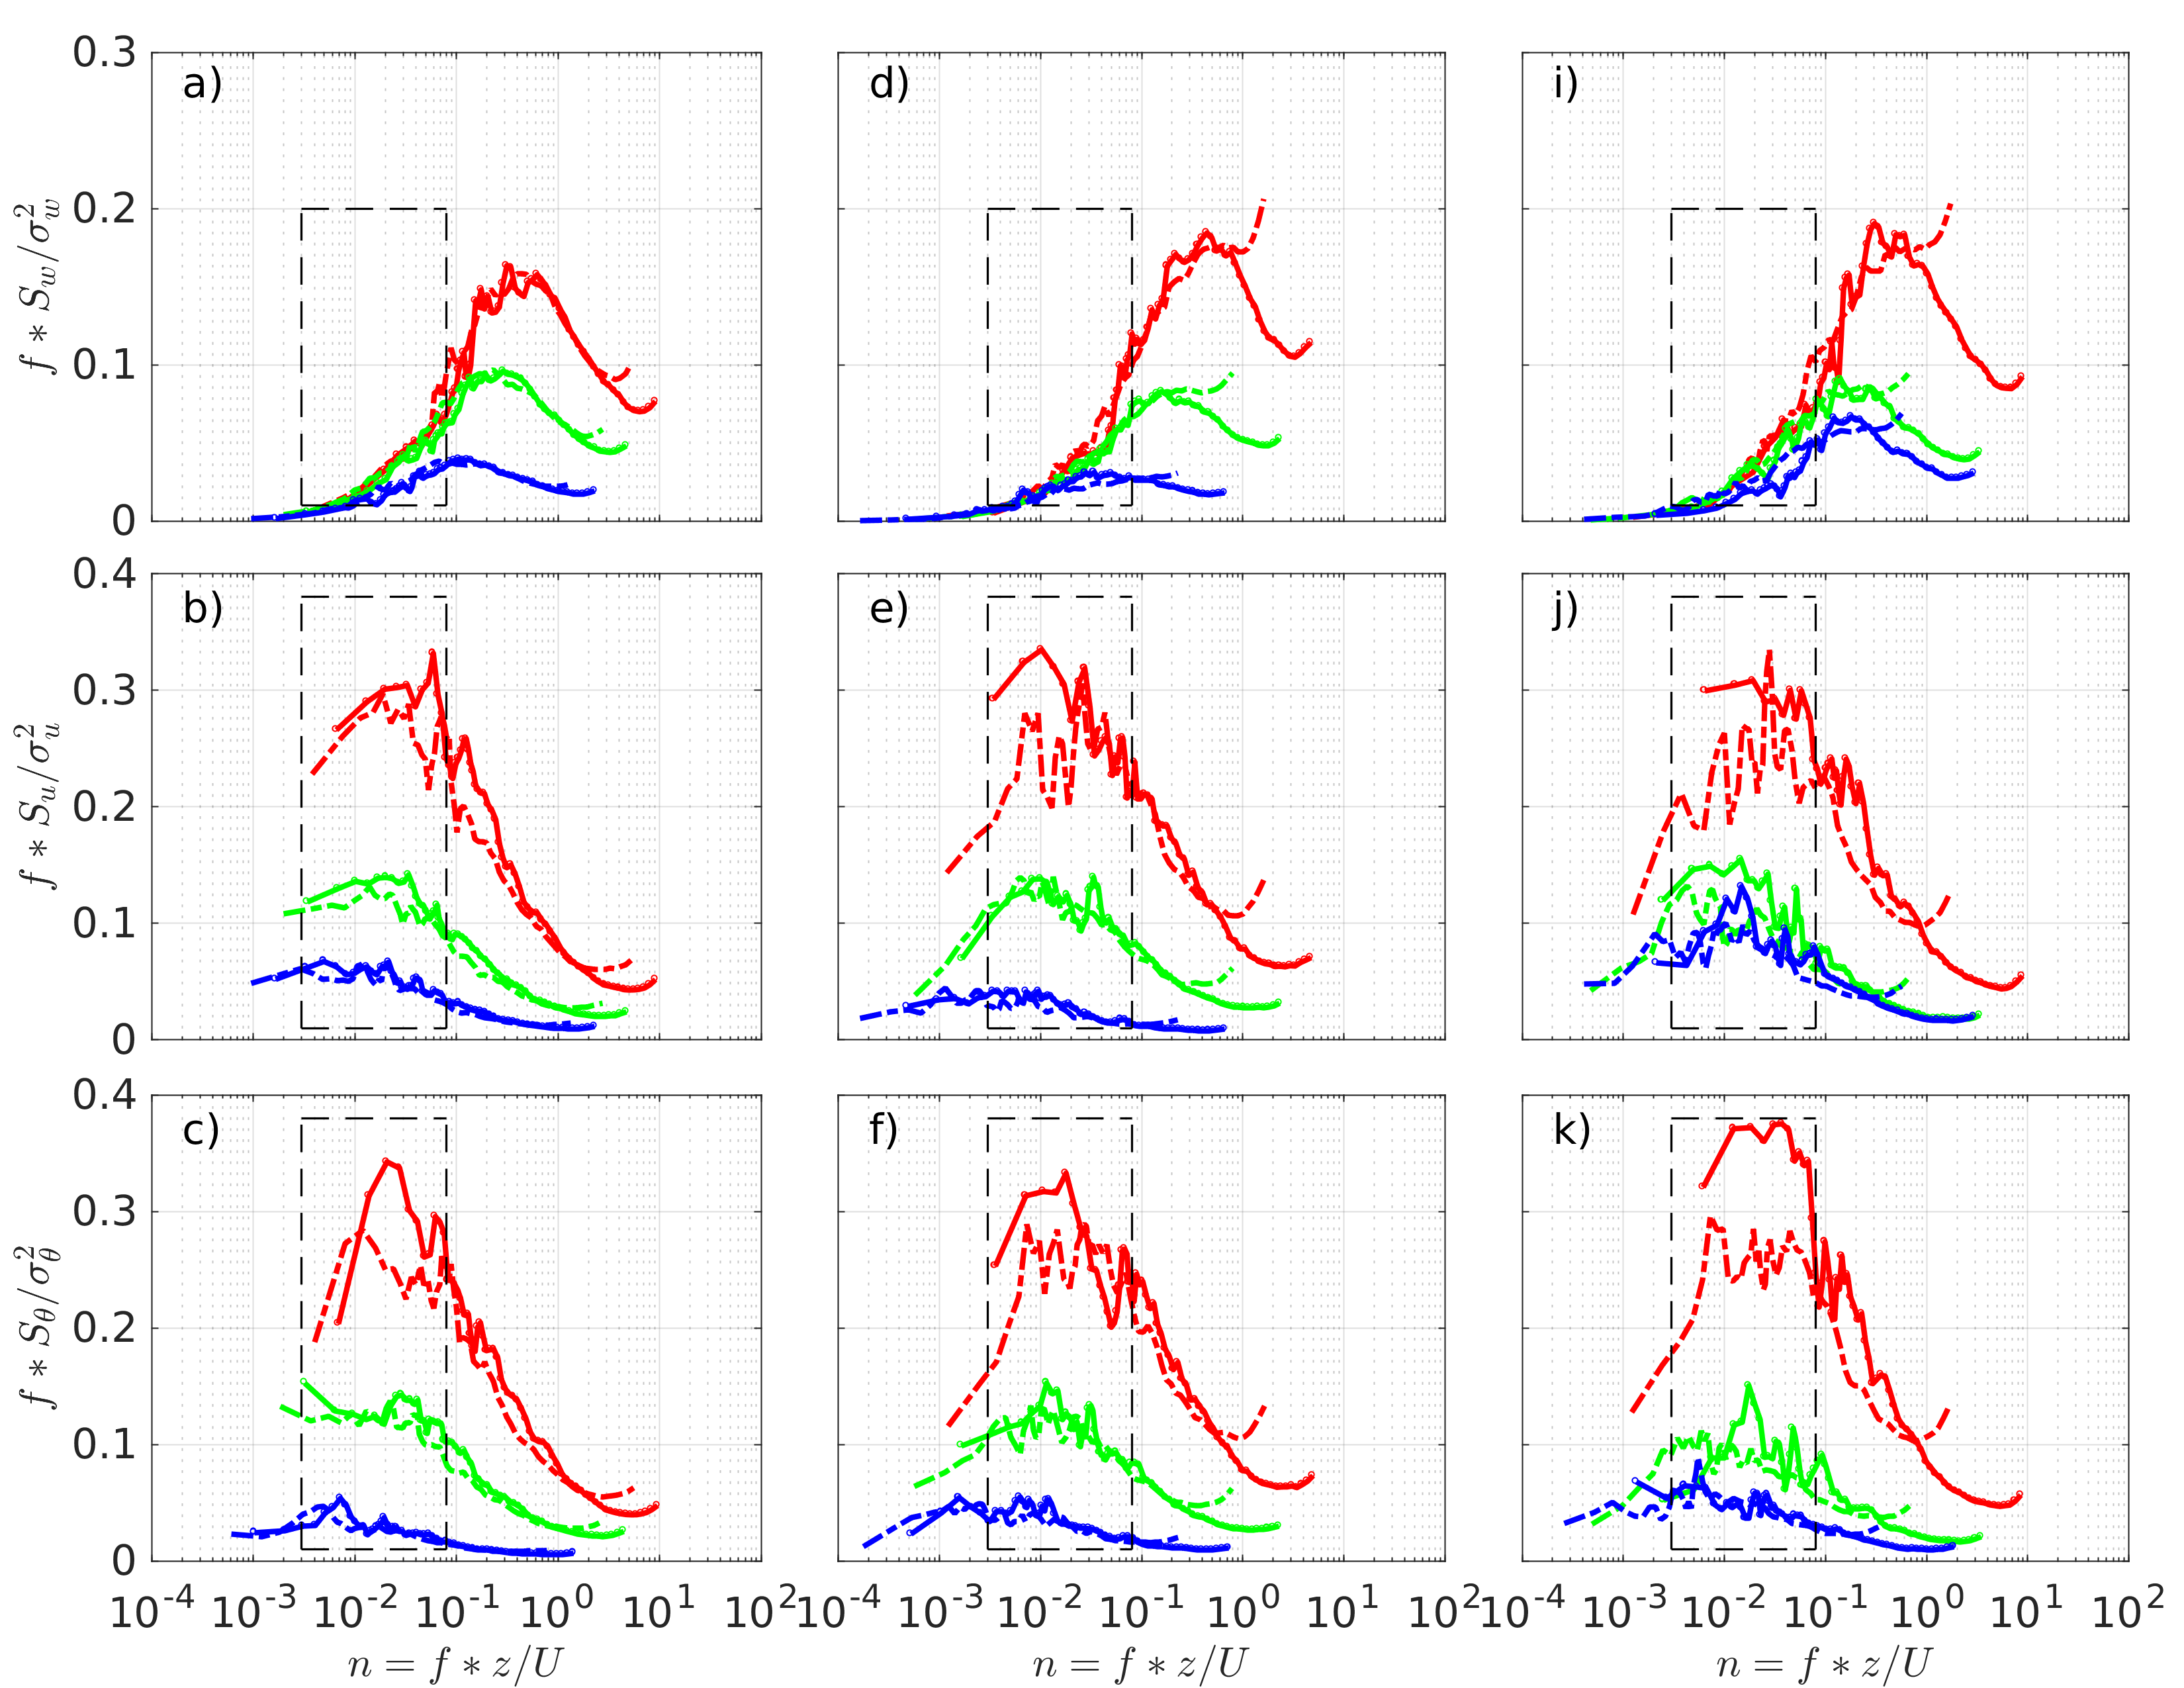 a) d) i)
0.3
0.2
0.1
0
f ∗ S_w/σ_w^2
b) e) j)
0.4
0.3
0.2
0.1
0
f ∗ S_u/σ_u^2
c) f) k)
0.4
0.3
0.2
0.1
0
f ∗ S_θ/σ_θ^2
10^-4 10^-3 10^-2 10^-1 10^0 10^1 10^2 10^-4 10^-3 10^-2 10^-1 10^0 10^1 10^2 10^-4 10^-3 10^-2 10^-1 10^0 10^1 10^2
n = f ∗ z/U n = f ∗ z/U n = f ∗ z/U